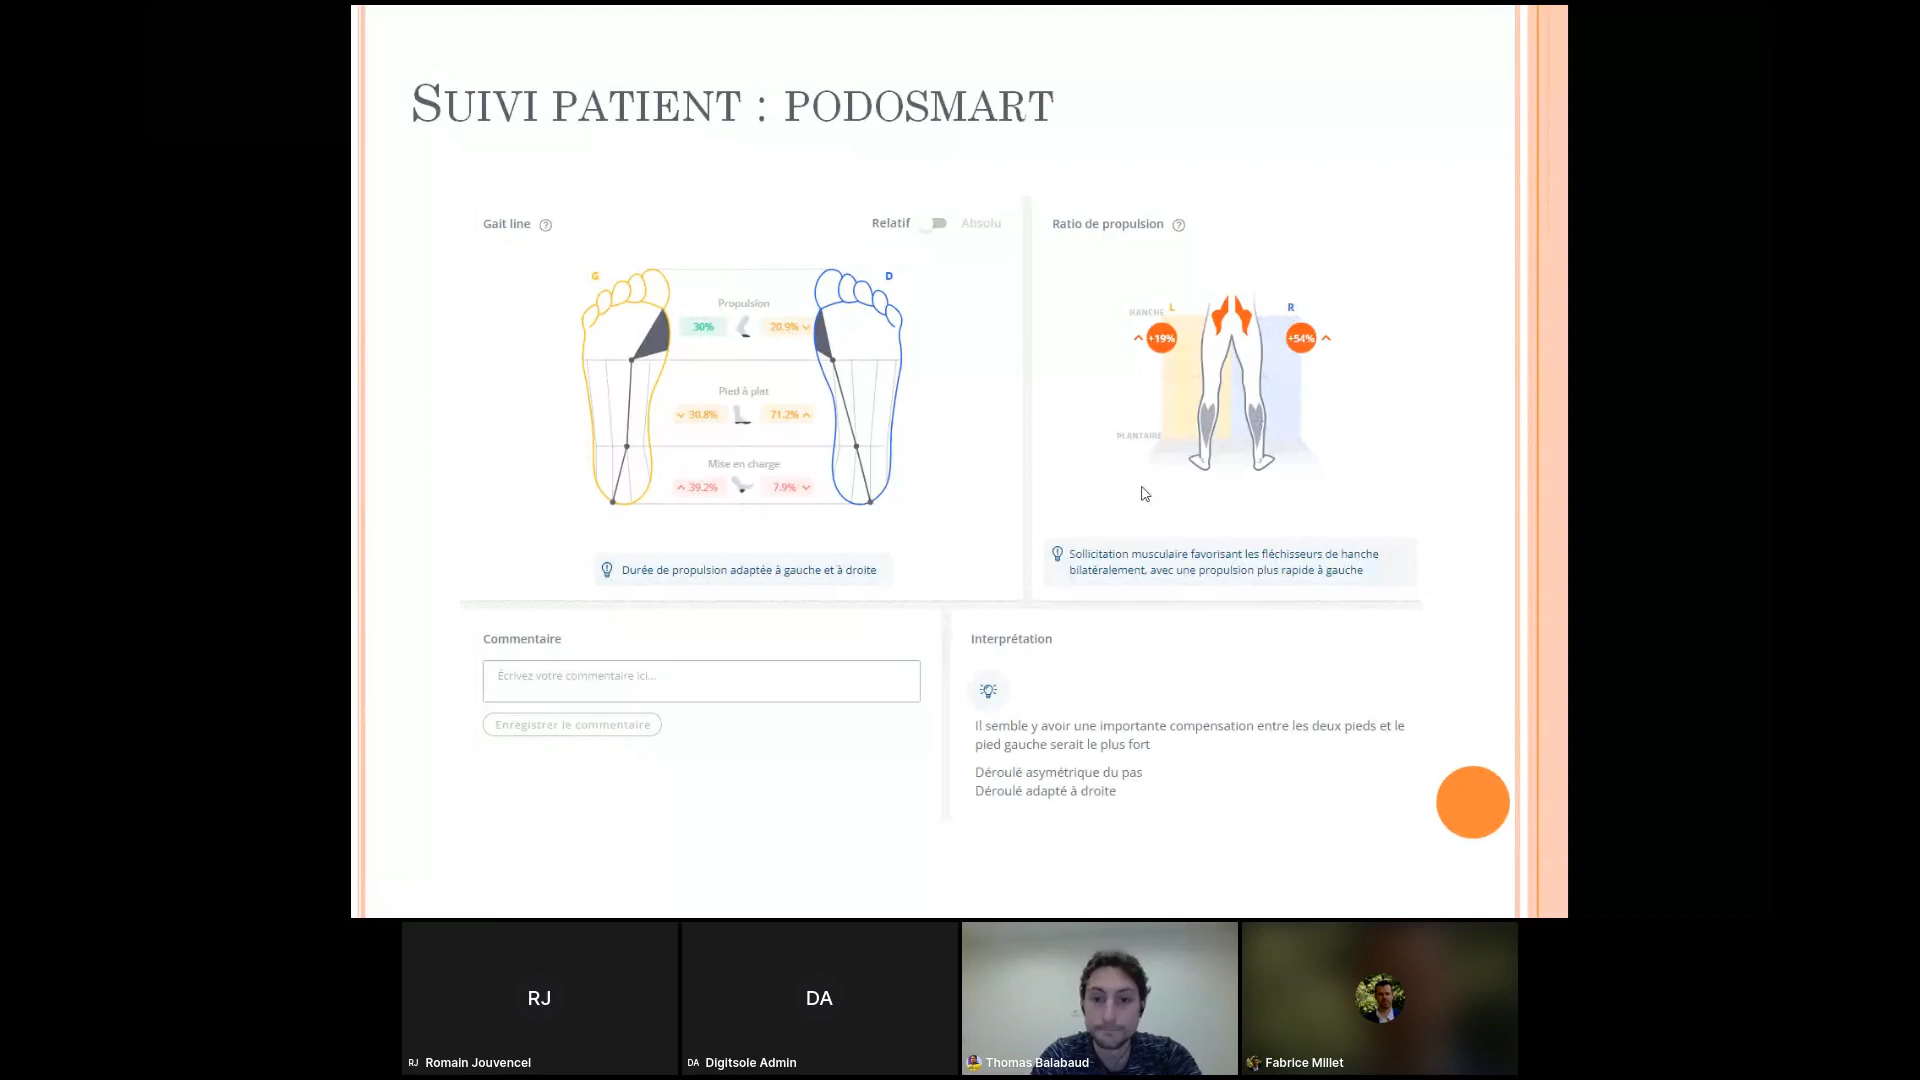 SUIVI PATIENT : PODOSMART
Gait line ?
Relatif Absolu
G
D
Propulsion
30% 20.9%
Pied à plat
30.8% 71.2%
Mise en charge
39.2% 7.9%
Durée de propulsion adaptée à gauche et à droite
Ratio de propulsion ?
HANCHE L R
+19% +54%
PLANTAIRE
Sollicitation musculaire favorisant les fléchisseurs de hanche
bilatéralement, avec une propulsion plus rapide à gauche
Commentaire
Écrivez votre commentaire ici...
Enregistrer le commentaire
Interprétation
Il semble y avoir une importante compensation entre les deux pieds et le
pied gauche serait le plus fort
Déroulé asymétrique du pas
Déroulé adapté à droite
RJ
RJ Romain Jouvencel
DA
DA Digitsole Admin
Thomas Balabaud
Fabrice Millet